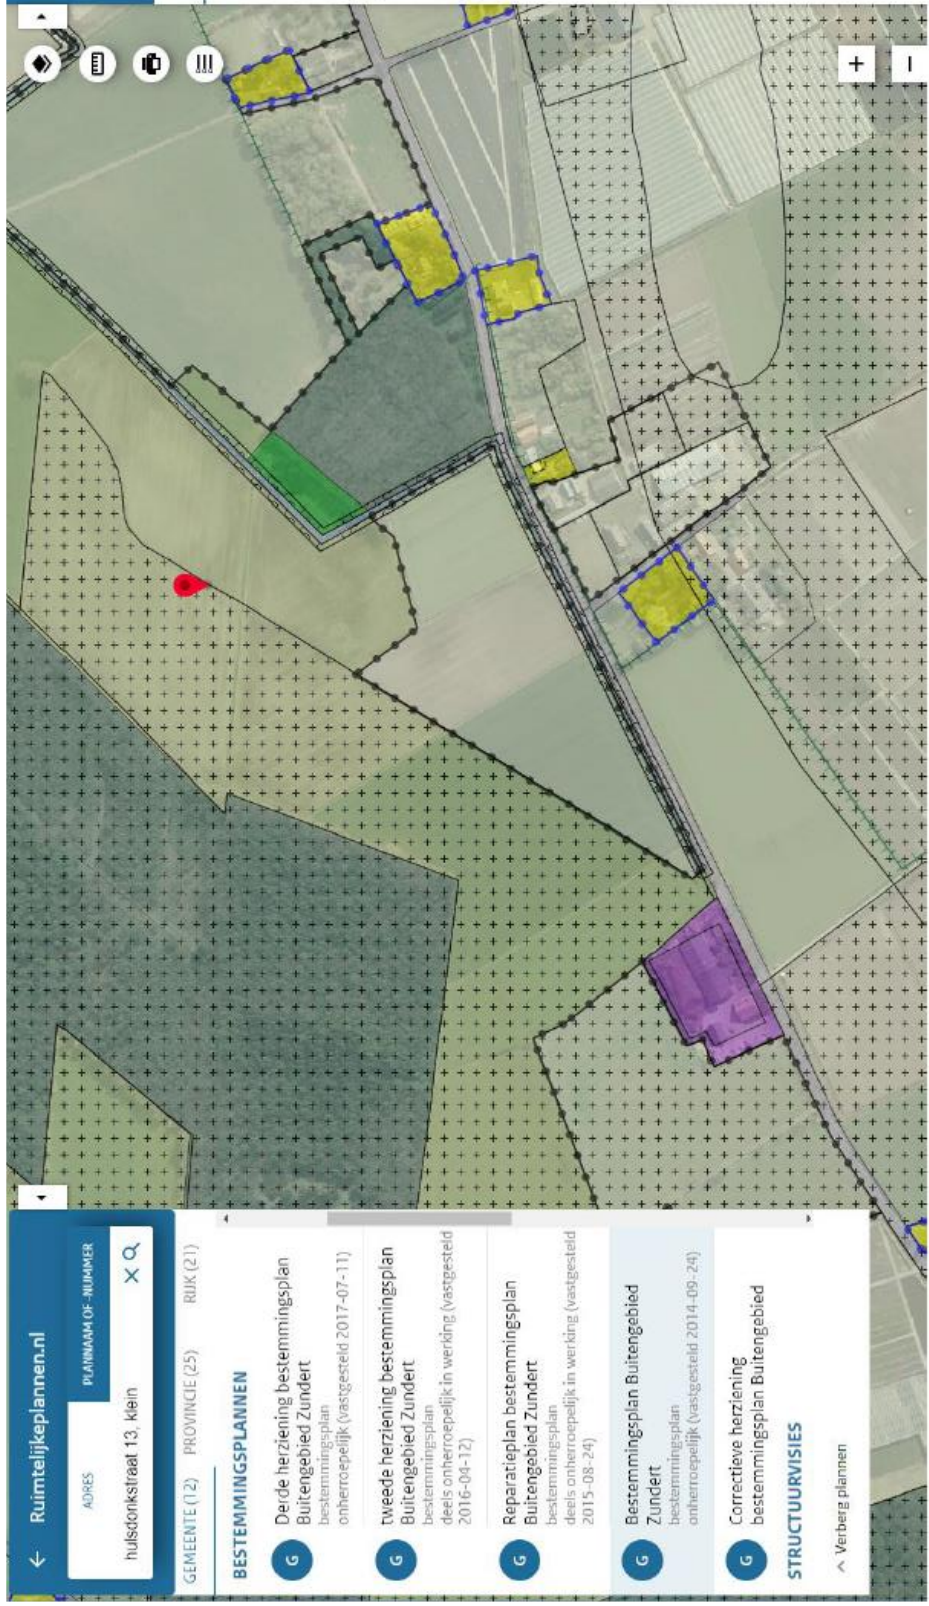 Ruimtelijkeplannen.nl
ADRES
PLANNAAM OF -NUMMER
hulsdonkstraat 13, klein
GEMEENTE (12)
PROVINCIE (25)
RIJK (21)
BESTEMMINGSPLANNEN
G
Derde herziening bestemmingsplan
Buitengebied Zundert
bestemmingsplan
onherroepelijk (vastgesteld 2017-07-11)
G
tweede herziening bestemmingsplan
Buitengebied Zundert
bestemmingsplan
deels onherroepelijk in werking (vastgesteld
2016-04-12)
G
Reparatieplan bestemmingsplan
Buitengebied Zundert
bestemmingsplan
deels onherroepelijk in werking (vastgesteld
2015-08-24)
G
Bestemmingsplan Buitengebied
Zundert
bestemmingsplan
onherroepelijk (vastgesteld 2014-09-24)
G
Correctieve herziening
bestemmingsplan Buitengebied
STRUCTUURVISIES
Verberg plannen